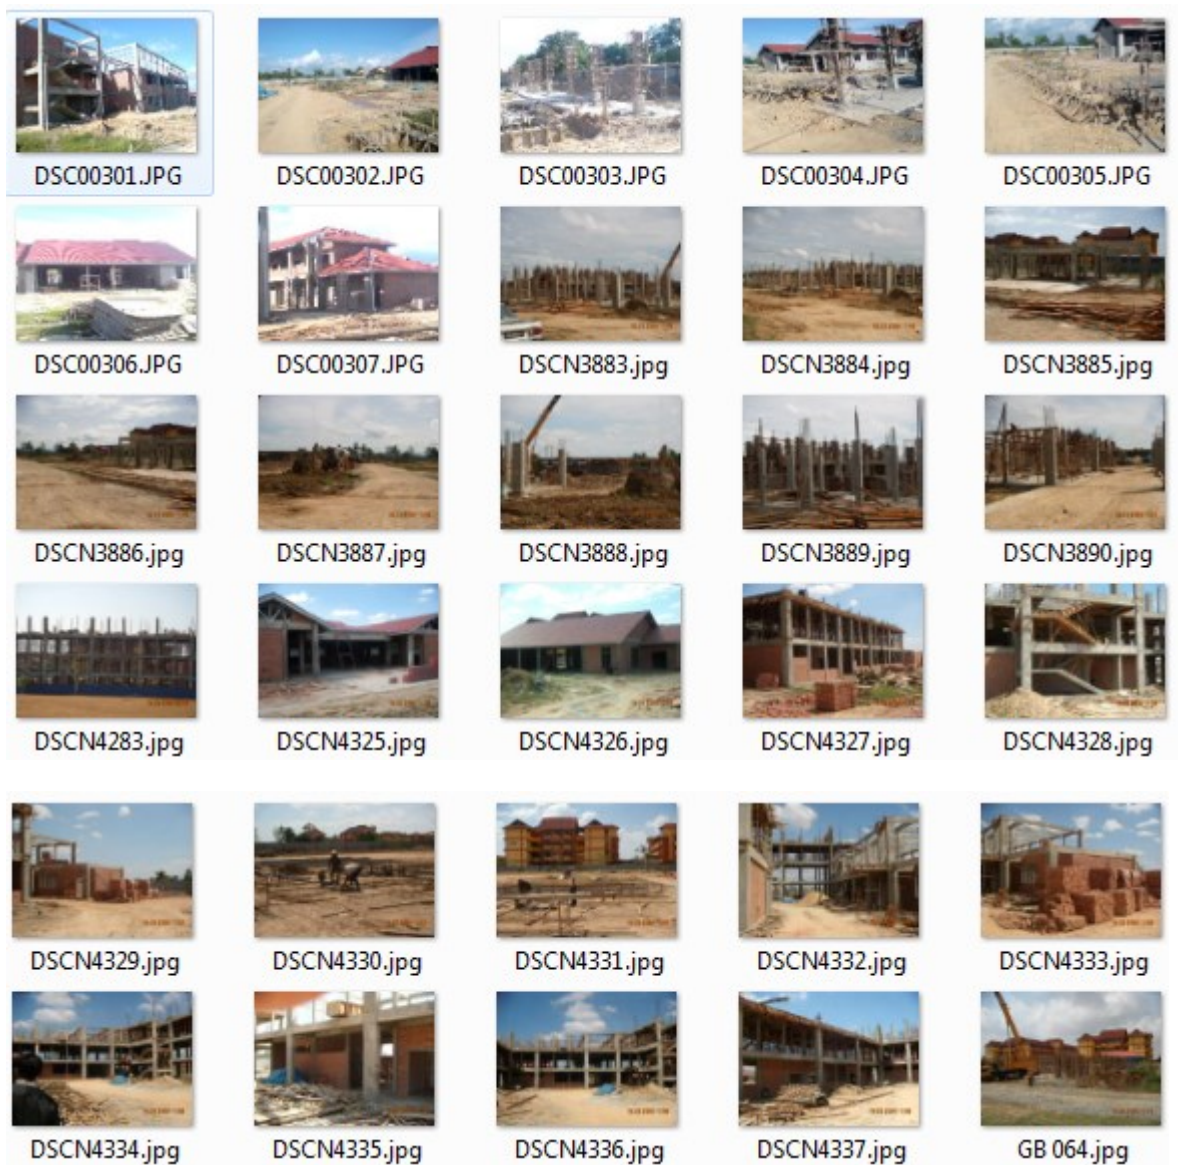 DSC00301.JPG DSC00302.JPG DSC00303.JPG DSC00304.JPG DSC00305.JPG
DSC00306.JPG DSC00307.JPG DSCN3883.jpg DSCN3884.jpg DSCN3885.jpg
DSCN3886.jpg DSCN3887.jpg DSCN3888.jpg DSCN3889.jpg DSCN3890.jpg
DSCN4283.jpg DSCN4325.jpg DSCN4326.jpg DSCN4327.jpg DSCN4328.jpg
DSCN4329.jpg DSCN4330.jpg DSCN4331.jpg DSCN4332.jpg DSCN4333.jpg
DSCN4334.jpg DSCN4335.jpg DSCN4336.jpg DSCN4337.jpg GB 064.jpg